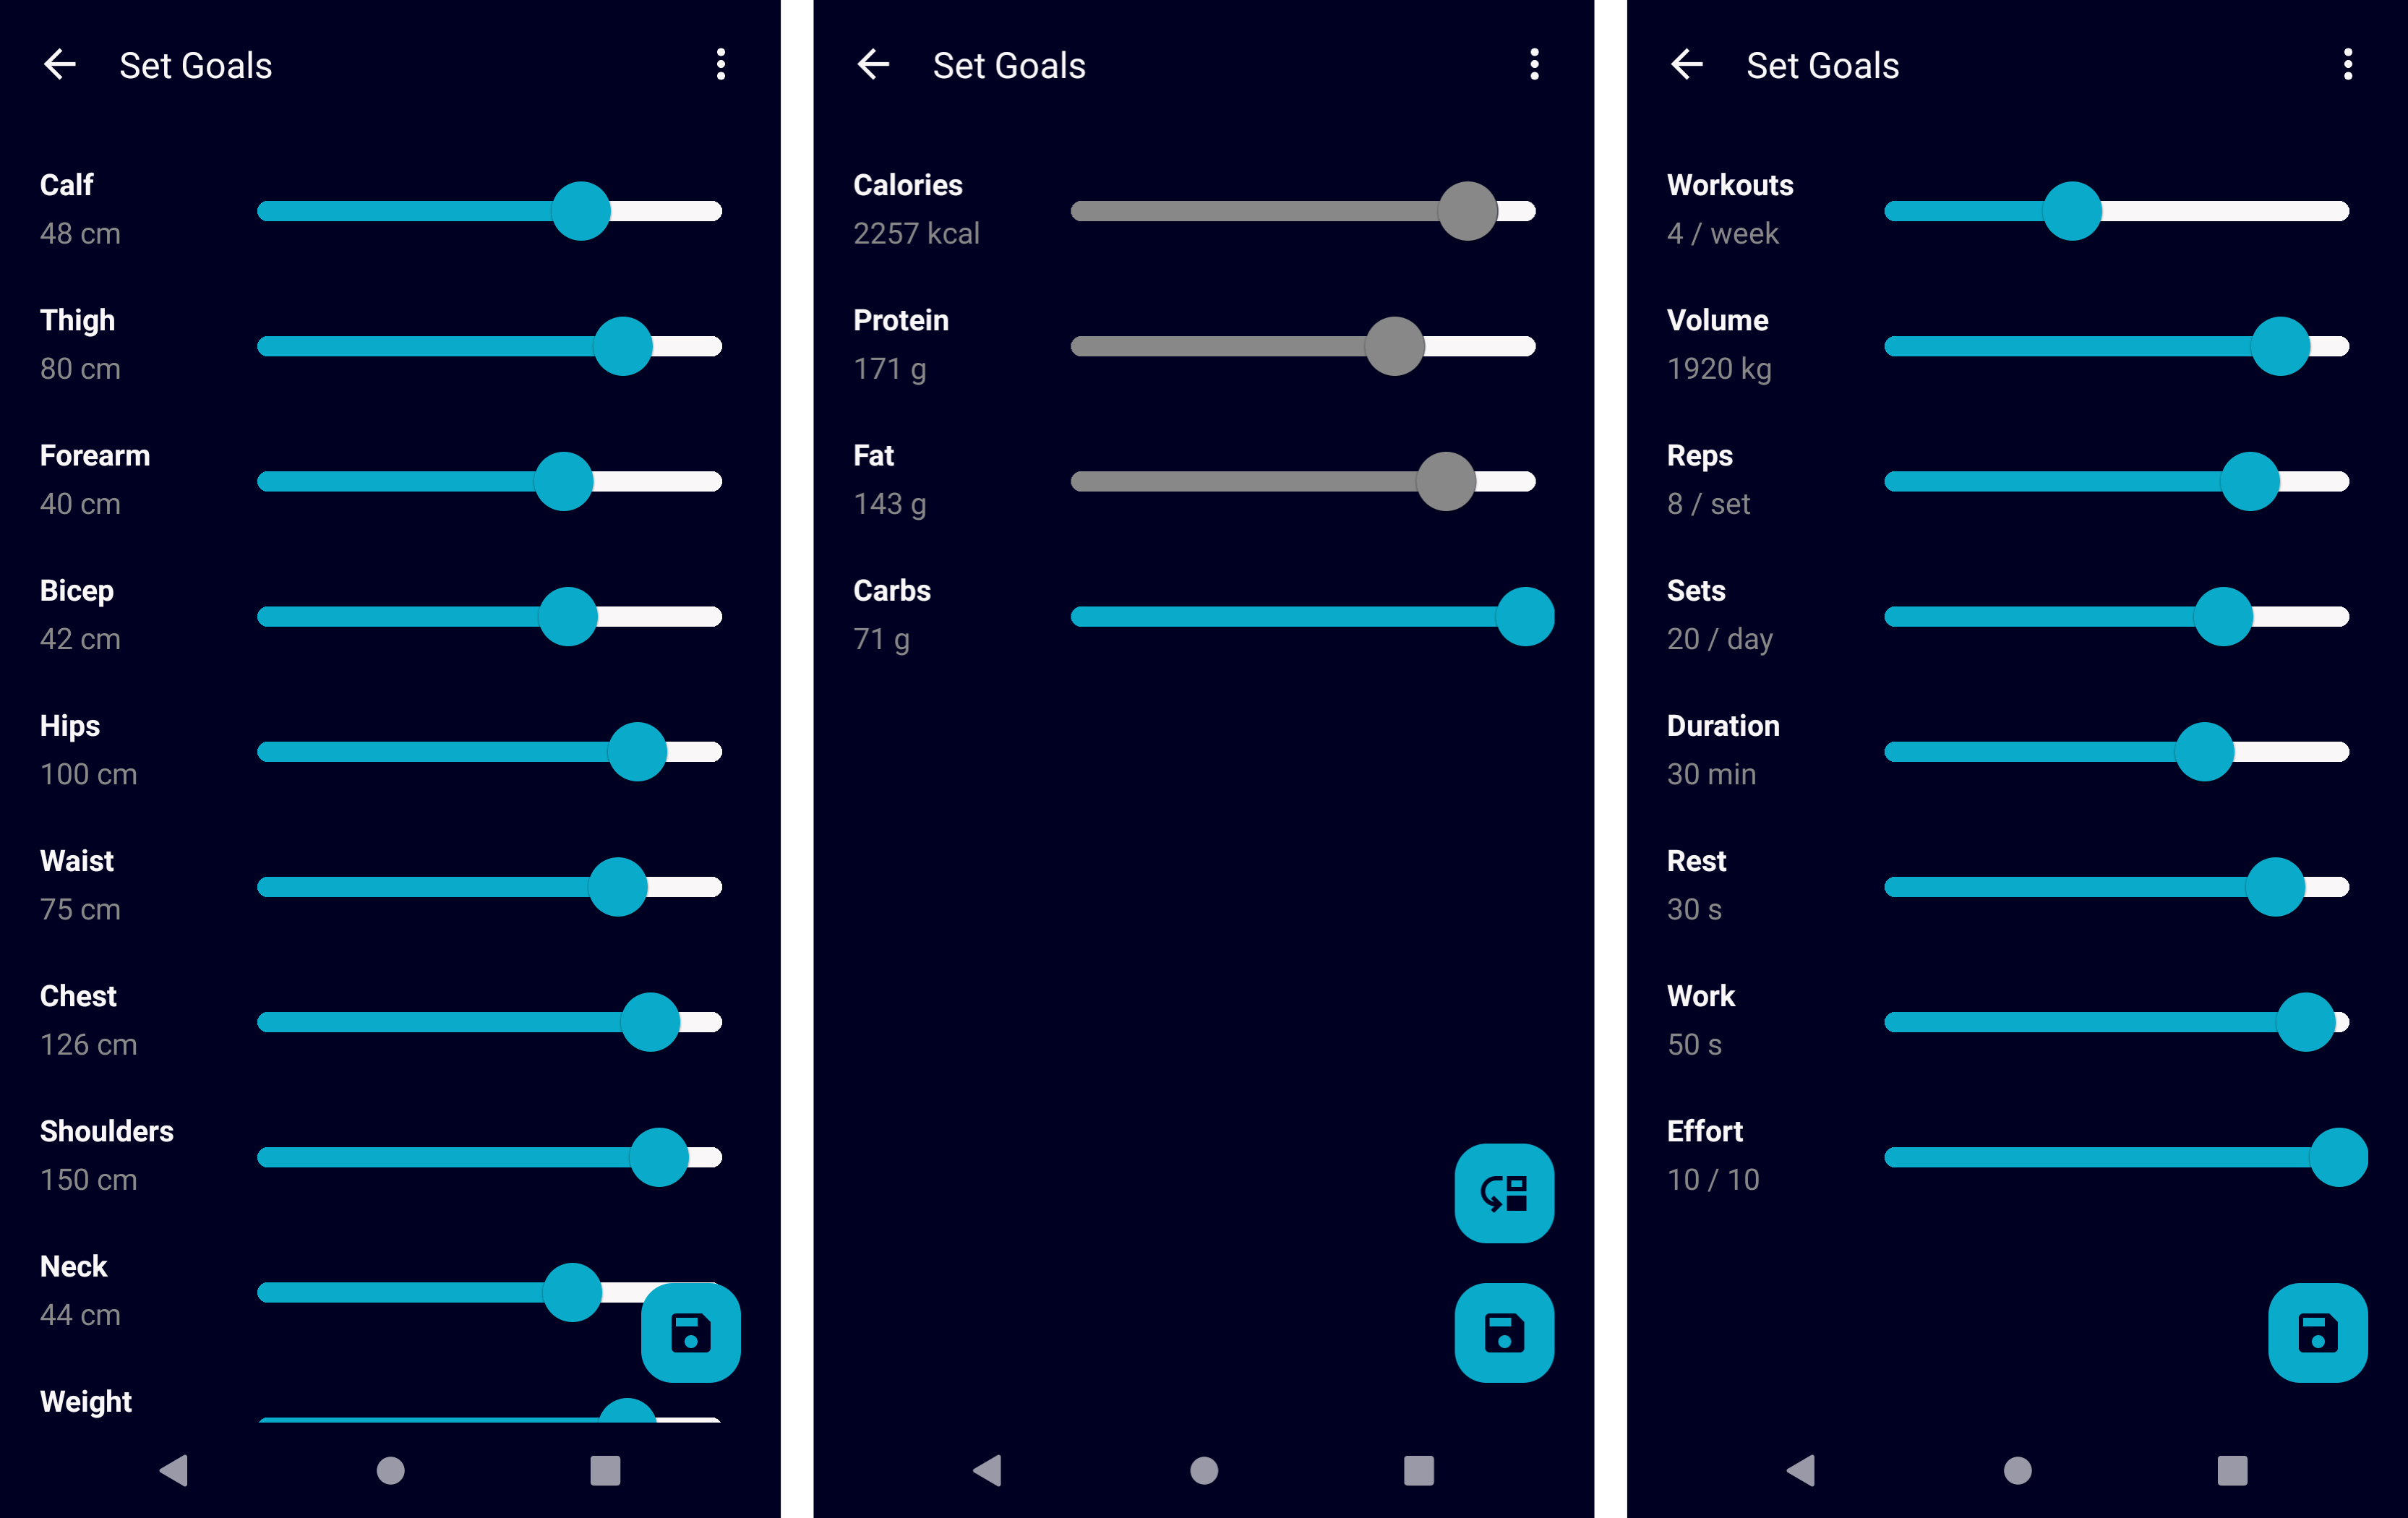 Set Goals
Calf
48 cm
Thigh
80 cm
Forearm
40 cm
Bicep
42 cm
Hips
100 cm
Waist
75 cm
Chest
126 cm
Shoulders
150 cm
Neck
44 cm
Weight
Set Goals
Calories
2257 kcal
Protein
171 g
Fat
143 g
Carbs
71 g
Set Goals
Workouts
4 / week
Volume
1920 kg
Reps
8 / set
Sets
20 / day
Duration
30 min
Rest
30 s
Work
50 s
Effort
10 / 10